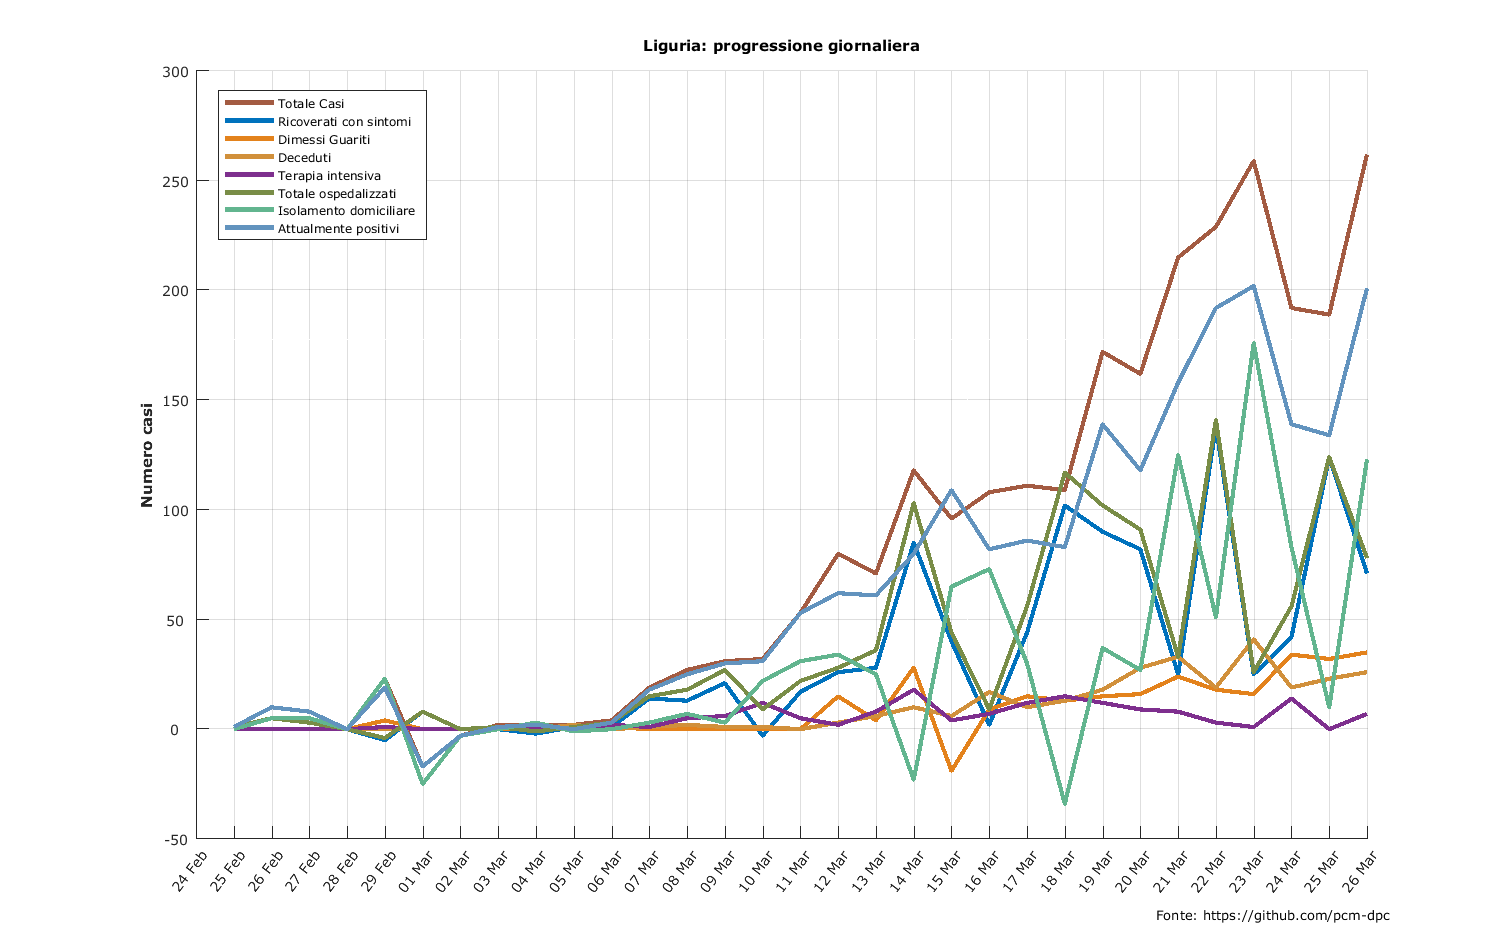 Liguria: progressione giornaliera
300
250
200
150
100
50
0
-50
Numero casi
Totale Casi
Ricoverati con sintomi
Dimessi Guariti
Deceduti
Terapia intensiva
Totale ospedalizzati
Isolamento domiciliare
Attualmente positivi
24 Feb
25 Feb
26 Feb
27 Feb
28 Feb
29 Feb
01 Mar
02 Mar
03 Mar
04 Mar
05 Mar
06 Mar
07 Mar
08 Mar
09 Mar
10 Mar
11 Mar
12 Mar
13 Mar
14 Mar
15 Mar
16 Mar
17 Mar
18 Mar
19 Mar
20 Mar
21 Mar
22 Mar
23 Mar
24 Mar
25 Mar
26 Mar
Fonte: https://github.com/pcm-dpc